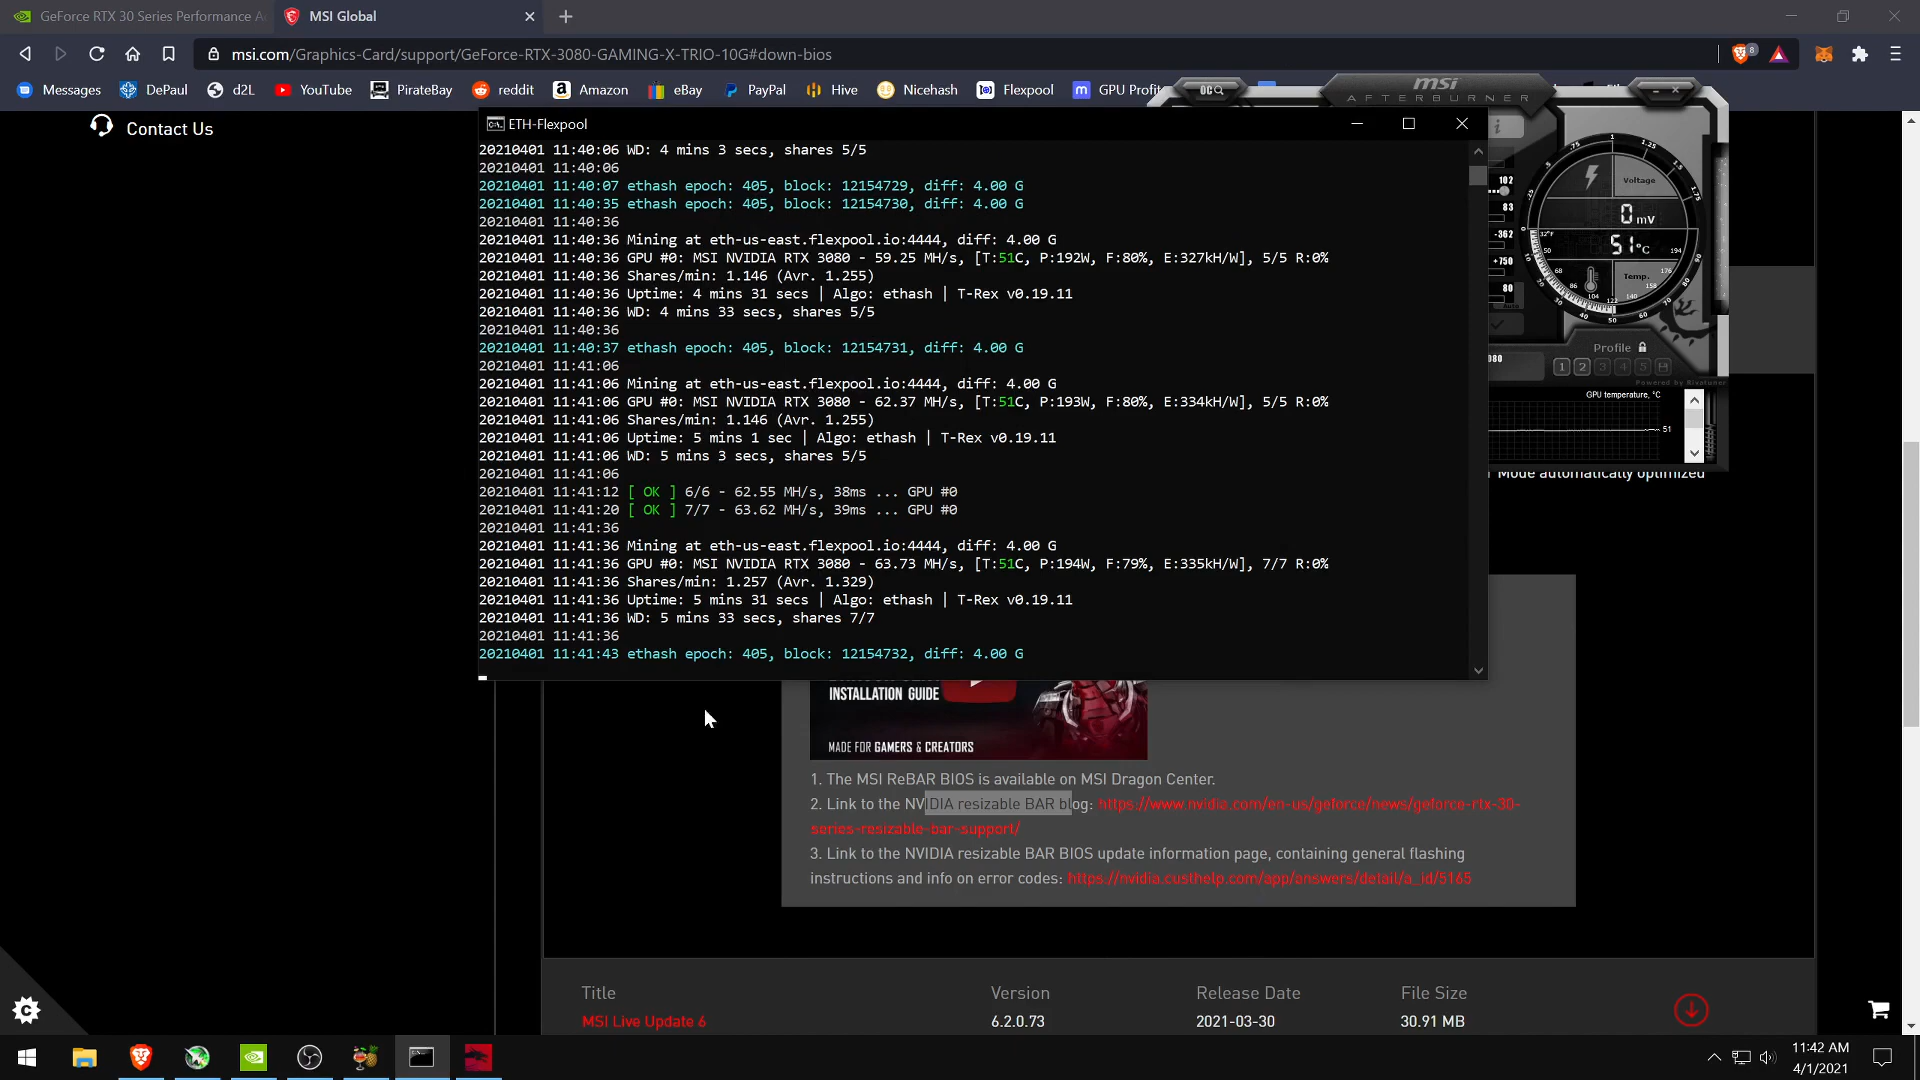 GeForce RTX 30 Series Performance A
MSI Global
msi.com/Graphics-Card/support/GeForce-RTX-3080-GAMING-X-TRIO-10G#down-bios
8
Messages
DePaul
d2L
YouTube
PirateBay
reddit
Amazon
eBay
PayPal
Hive
Nicehash
Flexpool
GPU Profit
Contact Us
ETH-Flexpool
20210401 11:40:06 WD: 4 mins 3 secs, shares 5/5
20210401 11:40:06
20210401 11:40:07 ethash epoch: 405, block: 12154729, diff: 4.00 G
20210401 11:40:35 ethash epoch: 405, block: 12154730, diff: 4.00 G
20210401 11:40:36
20210401 11:40:36 Mining at eth-us-east.flexpool.io:4444, diff: 4.00 G
20210401 11:40:36 GPU #0: MSI NVIDIA RTX 3080 - 59.25 MH/s, [T:51C, P:192W, F:80%, E:327kH/W], 5/5 R:0%
20210401 11:40:36 Shares/min: 1.146 (Avr. 1.255)
20210401 11:40:36 Uptime: 4 mins 31 secs | Algo: ethash | T-Rex v0.19.11
20210401 11:40:36 WD: 4 mins 33 secs, shares 5/5
20210401 11:40:36
20210401 11:40:37 ethash epoch: 405, block: 12154731, diff: 4.00 G
20210401 11:41:06
20210401 11:41:06 Mining at eth-us-east.flexpool.io:4444, diff: 4.00 G
20210401 11:41:06 GPU #0: MSI NVIDIA RTX 3080 - 62.37 MH/s, [T:51C, P:193W, F:80%, E:334kH/W], 5/5 R:0%
20210401 11:41:06 Shares/min: 1.146 (Avr. 1.255)
20210401 11:41:06 Uptime: 5 mins 1 sec | Algo: ethash | T-Rex v0.19.11
20210401 11:41:06 WD: 5 mins 3 secs, shares 5/5
20210401 11:41:06
20210401 11:41:12 [ OK ] 6/6 - 62.55 MH/s, 38ms ... GPU #0
20210401 11:41:20 [ OK ] 7/7 - 63.62 MH/s, 39ms ... GPU #0
20210401 11:41:36
20210401 11:41:36 Mining at eth-us-east.flexpool.io:4444, diff: 4.00 G
20210401 11:41:36 GPU #0: MSI NVIDIA RTX 3080 - 63.73 MH/s, [T:51C, P:194W, F:79%, E:335kH/W], 7/7 R:0%
20210401 11:41:36 Shares/min: 1.257 (Avr. 1.329)
20210401 11:41:36 Uptime: 5 mins 31 secs | Algo: ethash | T-Rex v0.19.11
20210401 11:41:36 WD: 5 mins 33 secs, shares 7/7
20210401 11:41:36
20210401 11:41:43 ethash epoch: 405, block: 12154732, diff: 4.00 G
OC
msi
AFTERBURNER
102
83
-362
+750
80
Voltage
0 mV
51 °C
Temp.
Profile
1 2 3 4 5
Powered by Rivatuner
GPU temperature, °C
51
Mode automatically optimized
INSTALLATION GUIDE
MADE FOR GAMERS & CREATORS
1. The MSI ReBAR BIOS is available on MSI Dragon Center.
2. Link to the NVIDIA resizable BAR blog: https://www.nvidia.com/en-us/geforce/news/geforce-rtx-30-
series-resizable-bar-support/
3. Link to the NVIDIA resizable BAR BIOS update information page, containing general flashing
instructions and info on error codes: https://nvidia.custhelp.com/app/answers/detail/a_id/5165
Title Version Release Date File Size
MSI Live Update 6 6.2.0.73 2021-03-30 30.91 MB
11:42 AM
4/1/2021